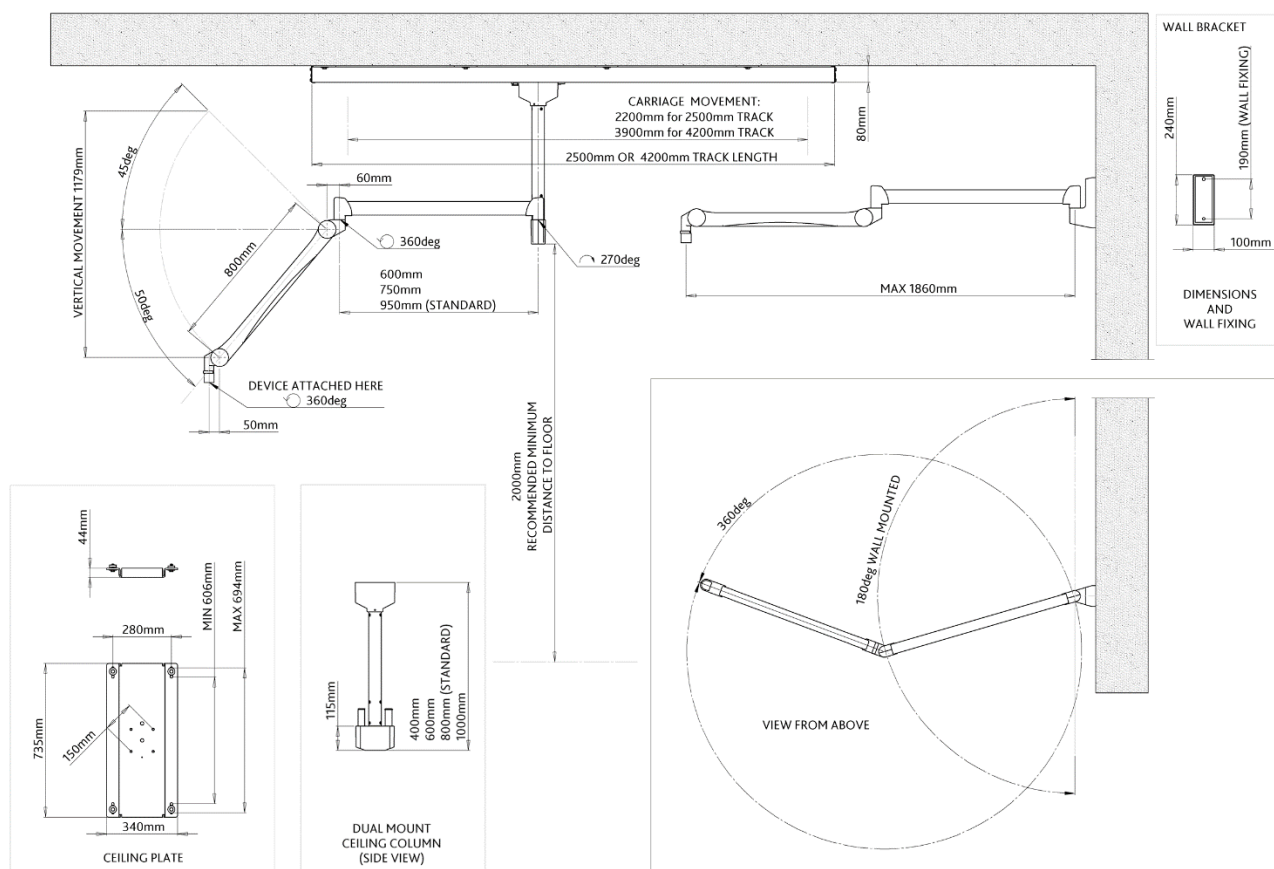 WALL BRACKET
240mm
190mm (WALL FIXING)
100mm
DIMENSIONS
AND
WALL FIXING
CARRIAGE MOVEMENT:
2200mm for 2500mm TRACK
3900mm for 4200mm TRACK
80mm
2500mm OR 4200mm TRACK LENGTH
VERTICAL MOVEMENT 1179mm
45deg
50deg
60mm
800mm
360deg
270deg
600mm
750mm
950mm (STANDARD)
MAX 1860mm
DEVICE ATTACHED HERE
360deg
50mm
2000mm
RECOMMENDED MINIMUM
DISTANCE TO FLOOR
44mm
280mm
MIN 606mm
MAX 694mm
735mm
150mm
340mm
CEILING PLATE
115mm
400mm
600mm
800mm (STANDARD)
1000mm
DUAL MOUNT
CEILING COLUMN
(SIDE VIEW)
360deg
180deg WALL MOUNTED
VIEW FROM ABOVE